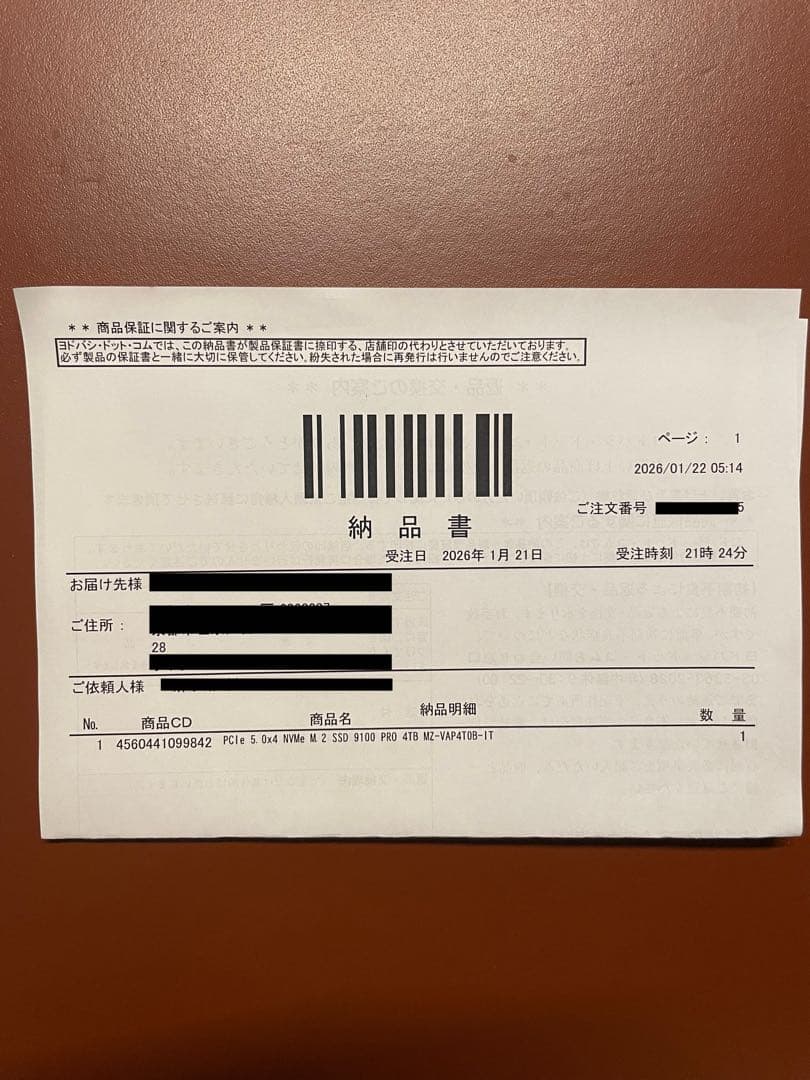 ** 商品保証に関するご案内 **
ヨドバシ・ドット・コムでは、この納品書が製品保証書に捺印する、店舗印の代わりとさせていただいております。
必ず製品の保証書と一緒に大切に保管してください。紛失された場合に再発行は行いませんのでご注意ください。
ページ： 1
2026/01/22 05:14
ご注文番号 5
納品書
受注日 2026年 1月 21日 受注時刻 21時 24分
お届け先様
ご住所：
28
ご依頼人様
納品明細
No. 商品CD 商品名 数 量
1 4560441099842 PCIe 5.0x4 NVMe M.2 SSD 9100 PRO 4TB MZ-VAP4T0B-IT 1